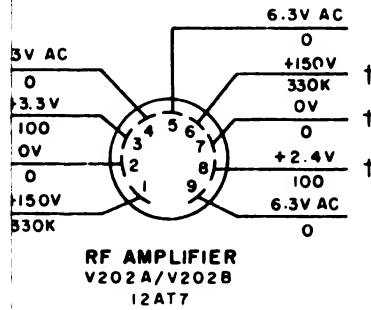 6.3V AC
0
3V AC
0
+150V
330K
↑
+3.3V
100
0V
0
↑
0V
0
+2.4V
100
↑
+150V
330K
6.3V AC
0
1 2 3 4 5 6 7 8 9
RF AMPLIFIER
V202A/V202B
12AT7